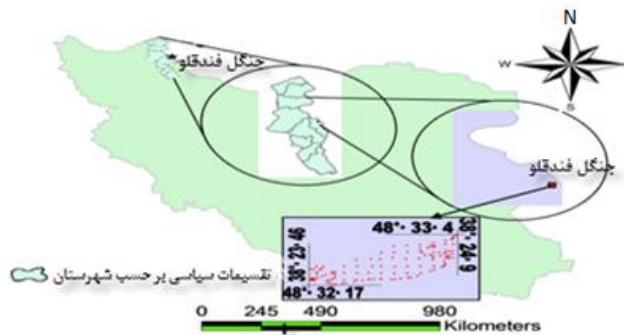 N
W
S
جنگل فندقلو
جنگل فندقلو
48°· 33· 4
38°· 24· 9
38°· 23· 46
48°· 32· 17
تقسیمات سیاسی بر حسب شهرستان
0 245 490 980
Kilometers